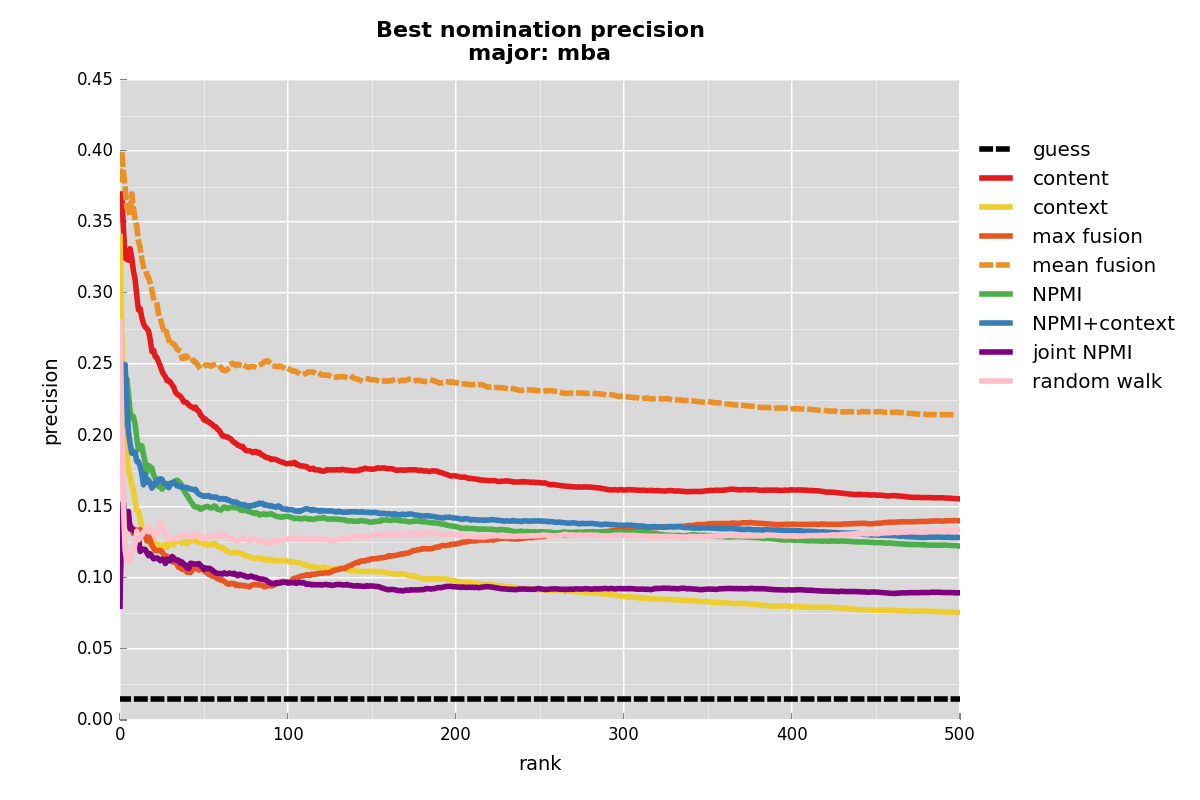 Best nomination precision
major: mba
precision
0.45
0.40
0.35
0.30
0.25
0.20
0.15
0.10
0.05
0.00
0
100
200
300
400
500
rank
guess
content
context
max fusion
mean fusion
NPMI
NPMI+context
joint NPMI
random walk